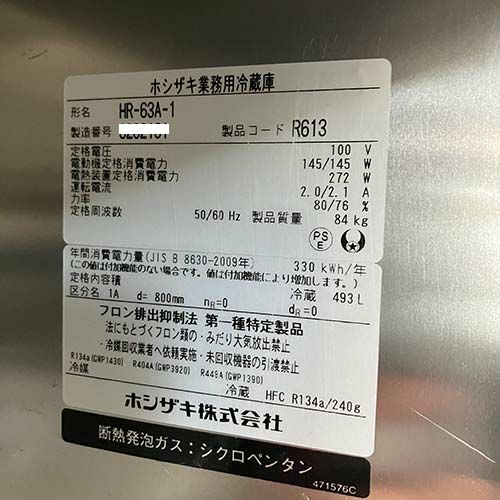 ホシザキ業務用冷蔵庫
形名 HR-63A-1
製造番号
製品コード R613
定格電圧 100 V
電動機定格消費電力 145/145 W
電熱装置定格消費電力 272 W
運転電流 2.0/2.1 A
力率 80/76 %
定格周波数 50/60 Hz 製品質量 84 kg
PS
E
年間消費電力量(JIS B 8630-2009年) 330 kWh/年
(この値は付加機能のない場合です。値は付加機能により増加します。)
定格内容積 冷蔵 493 L
区分名 1A d= 800mm nR=0 dR=0
フロン排出抑制法 第一種特定製品
法にもとづくフロン類の・みだり大気放出禁止
・冷媒回収業者へ依頼実施・未回収機器の引渡禁止
R134a(GWP1430) R404A(GWP3920) R448A(GWP1390)
冷媒 冷蔵 HFC R134a/240g
ホシザキ株式会社
断熱発泡ガス:シクロペンタン
471576C